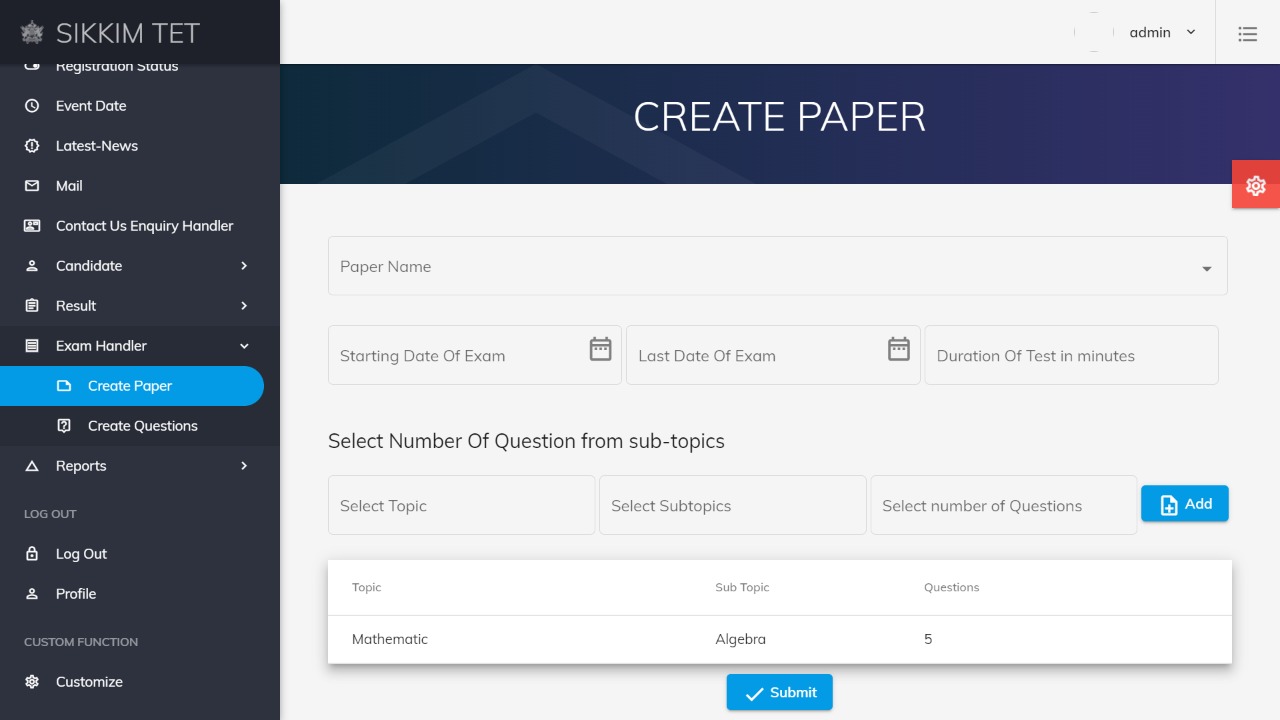 SIKKIM TET
admin
Registration Status
Event Date
Latest-News
Mail
Contact Us Enquiry Handler
Candidate
Result
Exam Handler
Create Paper
Create Questions
Reports
LOG OUT
Log Out
Profile
CUSTOM FUNCTION
Customize
CREATE PAPER
Paper Name
Starting Date Of Exam
Last Date Of Exam
Duration Of Test in minutes
Select Number Of Question from sub-topics
Select Topic
Select Subtopics
Select number of Questions
Add
Topic Sub Topic Questions
Mathematic Algebra 5
Submit